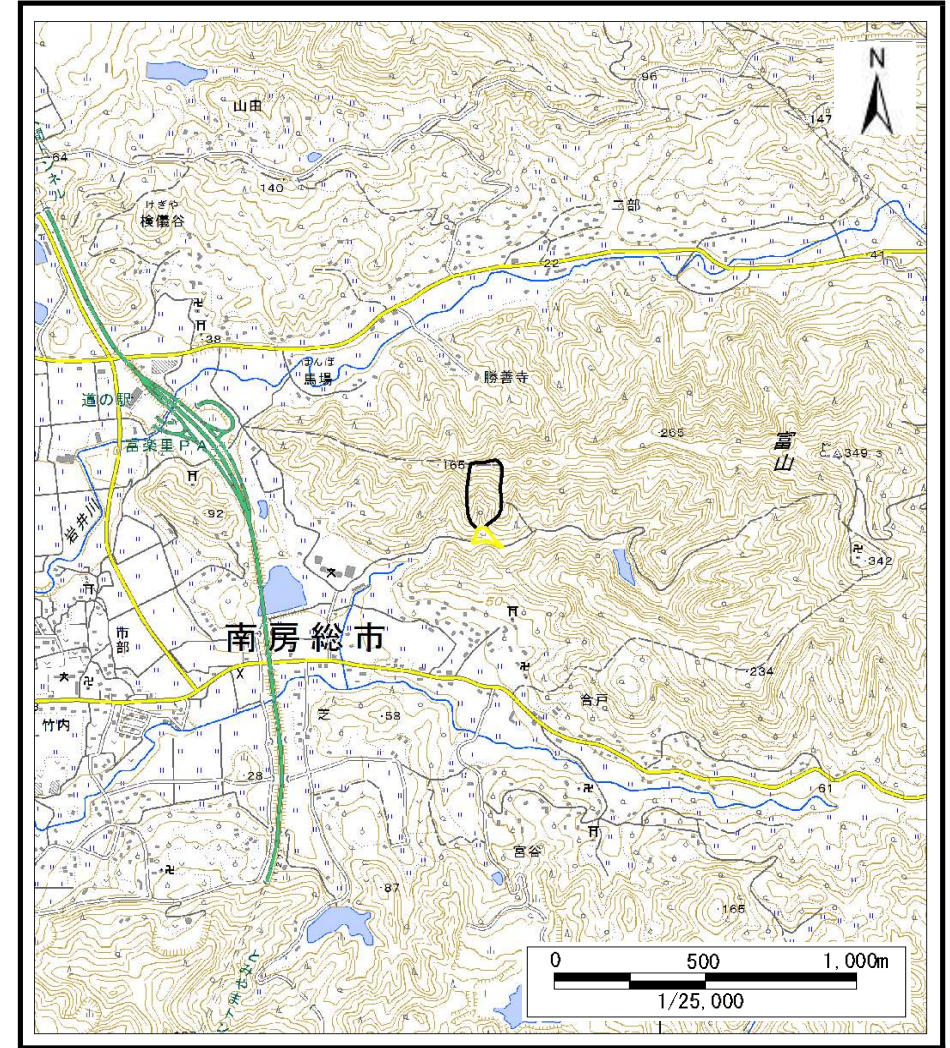 N
96
山田
147
64
140
けぎや
検儀谷
二部
22
41
38
ばんば
馬場
勝善寺
道の駅
富楽里PA
265
富山
349.3
165
92
岩井川
342
50
南房総市
市部
234
合戸
竹内
芝
58
28
61
宮谷
87
165
0 500 1,000m
1/25,000